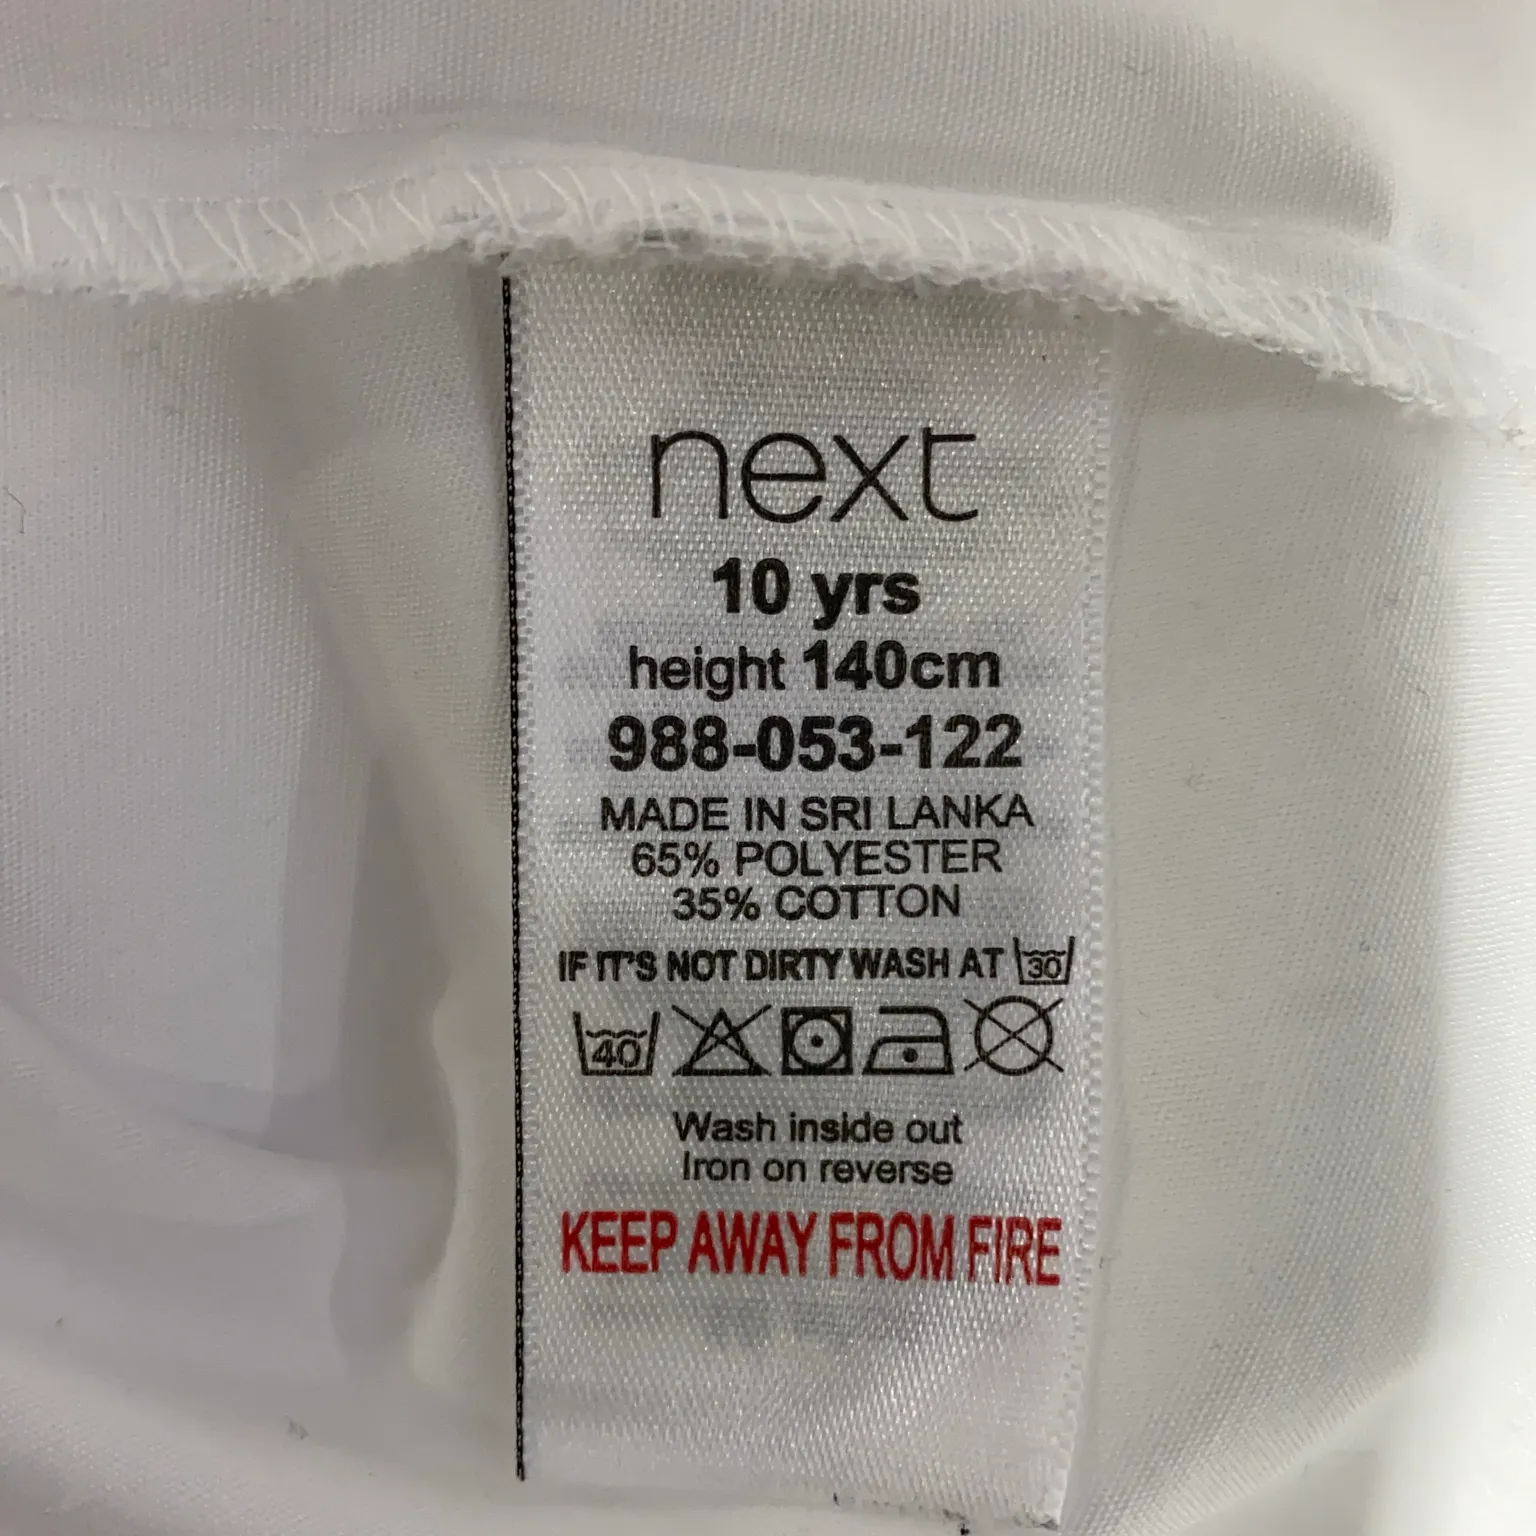 next
10 yrs
height 140cm
988-053-122
MADE IN SRI LANKA
65% POLYESTER
35% COTTON
IF IT'S NOT DIRTY WASH AT 30
40
Wash inside out
Iron on reverse
KEEP AWAY FROM FIRE